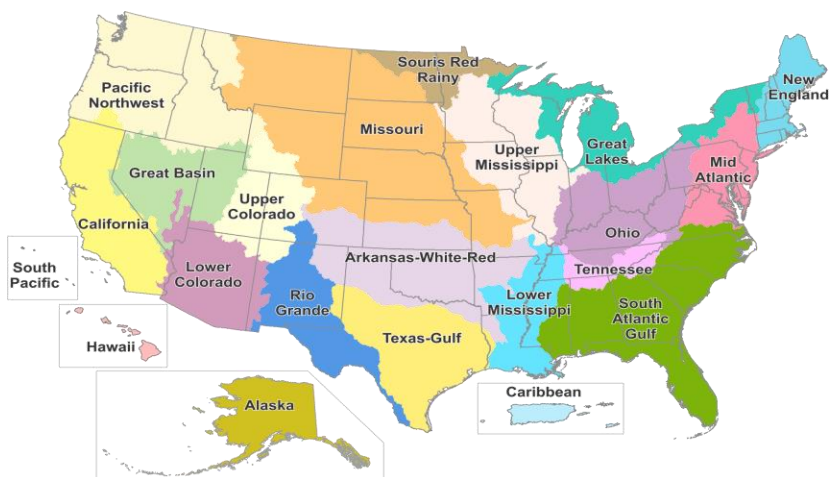 Souris Red
Rainy
New
England
Pacific
Northwest
Missouri
Upper
Mississippi
Great
Lakes
Mid
Atlantic
Great Basin
Upper
Colorado
California
Ohio
South
Pacific
Lower
Colorado
Arkansas-White-Red
Tennessee
Rio
Grande
Lower
Mississippi
South
Atlantic
Gulf
Texas-Gulf
Hawaii
Caribbean
Alaska